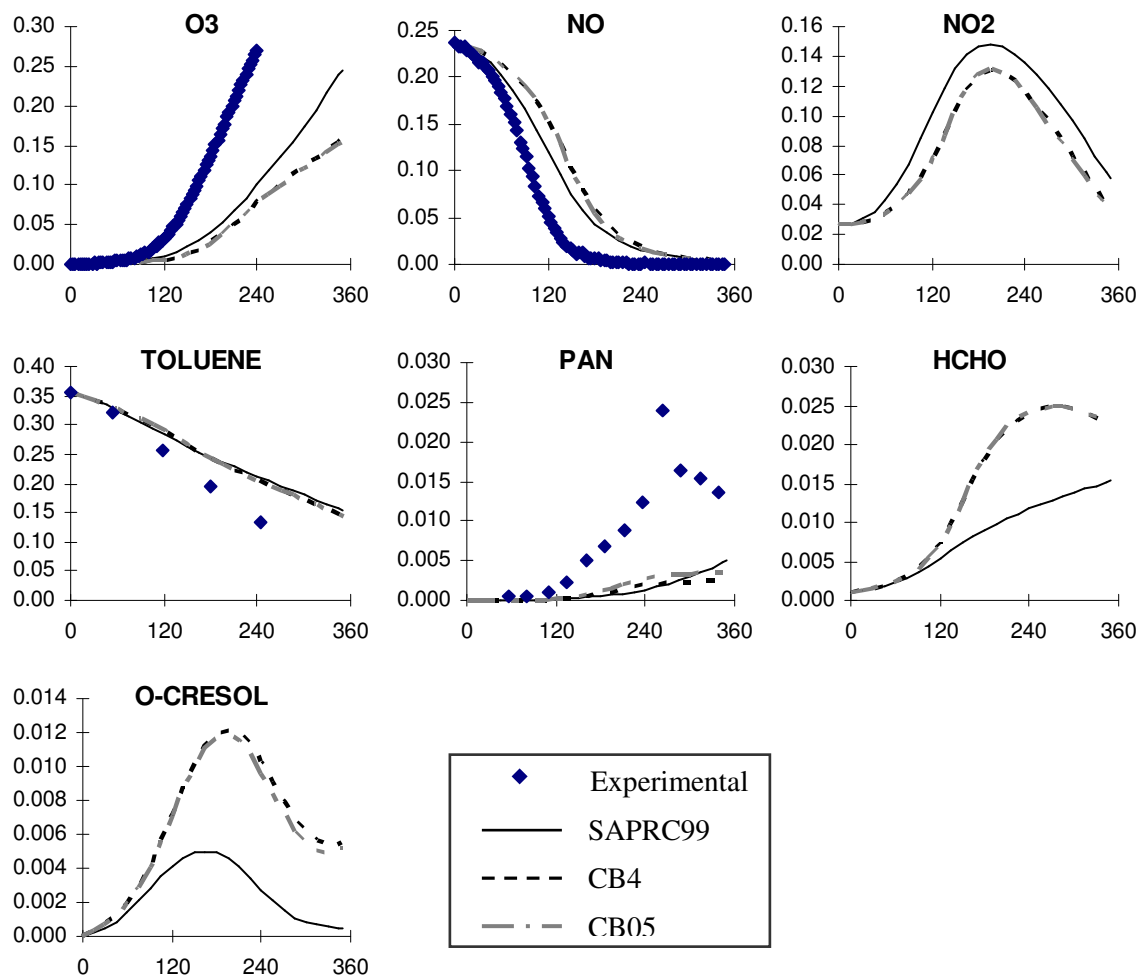 O3
0.30
0.25
0.20
0.15
0.10
0.05
0.00
0 120 240 360
NO
0.25
0.20
0.15
0.10
0.05
0.00
0 120 240 360
NO2
0.16
0.14
0.12
0.10
0.08
0.06
0.04
0.02
0.00
0 120 240 360
TOLUENE
0.40
0.35
0.30
0.25
0.20
0.15
0.10
0.05
0.00
0 120 240 360
PAN
0.030
0.025
0.020
0.015
0.010
0.005
0.000
0 120 240 360
HCHO
0.030
0.025
0.020
0.015
0.010
0.005
0.000
0 120 240 360
O-CRESOL
0.014
0.012
0.010
0.008
0.006
0.004
0.002
0.000
0 120 240 360
Experimental
SAPRC99
CB4
CB05